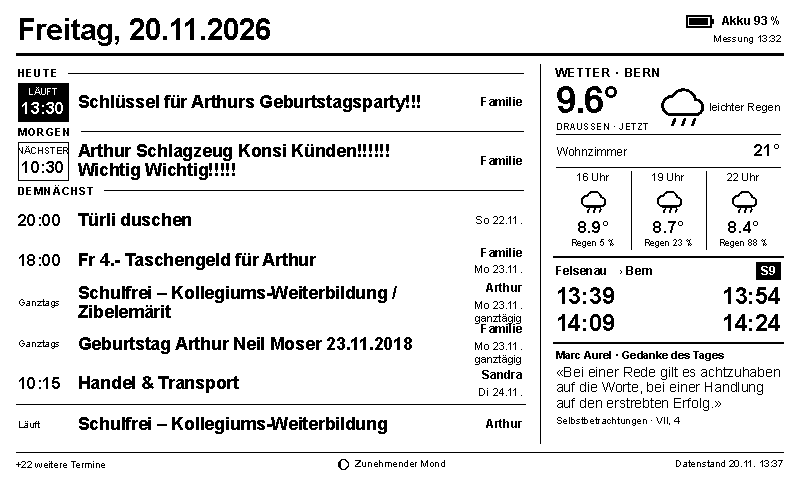 Freitag, 20.11.2026
Akku 93 %
Messung 13:32
HEUTE
LÄUFT
13:30 Schlüssel für Arthurs Geburtstagsparty!!! Familie
MORGEN
NÄCHSTER
10:30 Arthur Schlagzeug Konsi Künden!!!!!!
Wichtig Wichtig!!!!! Familie
DEMNÄCHST
20:00 Türli duschen So 22.11.
18:00 Fr 4.- Taschengeld für Arthur Familie
Mo 23.11.
Ganztags Schulfrei – Kollegiums-Weiterbildung /
Zibelemärit
Arthur
Mo 23.11.
ganztägig
Ganztags Geburtstag Arthur Neil Moser 23.11.2018
Familie
Mo 23.11.
ganztägig
10:15 Handel & Transport
Sandra
Di 24.11.
Läuft Schulfrei – Kollegiums-Weiterbildung Arthur
WETTER · BERN
9.6°
leichter Regen
DRAUSSEN · JETZT
Wohnzimmer 21°
16 Uhr 19 Uhr 22 Uhr
8.9° 8.7° 8.4°
Regen 5 % Regen 23 % Regen 88 %
Felsenau › Bern S9
13:39 13:54
14:09 14:24
Marc Aurel · Gedanke des Tages
«Bei einer Rede gilt es achtzuhaben
auf die Worte, bei einer Handlung
auf den erstrebten Erfolg.»
Selbstbetrachtungen · VII, 4
+22 weitere Termine
Zunehmender Mond
Datenstand 20.11. 13:37